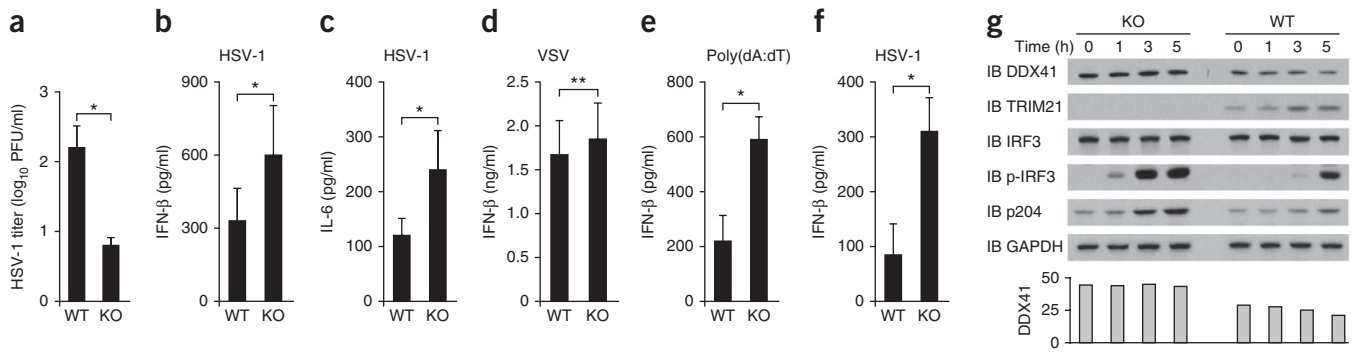 a
HSV-1 titer (log10 PFU/ml)
3
2
1
0
*
WT KO
b
HSV-1
IFN-β (pg/ml)
900
600
300
0
*
WT KO
c
HSV-1
IL-6 (pg/ml)
400
300
200
100
0
*
WT KO
d
VSV
IFN-β (ng/ml)
2.5
2.0
1.5
1.0
0.5
0
**
WT KO
e
Poly(dA:dT)
IFN-β (pg/ml)
800
600
400
200
0
*
WT KO
f
HSV-1
IFN-β (pg/ml)
400
300
200
100
0
*
WT KO
g
KO WT
Time (h) 0 1 3 5 0 1 3 5
IB DDX41
IB TRIM21
IB IRF3
IB p-IRF3
IB p204
IB GAPDH
DDX41
50
25
0